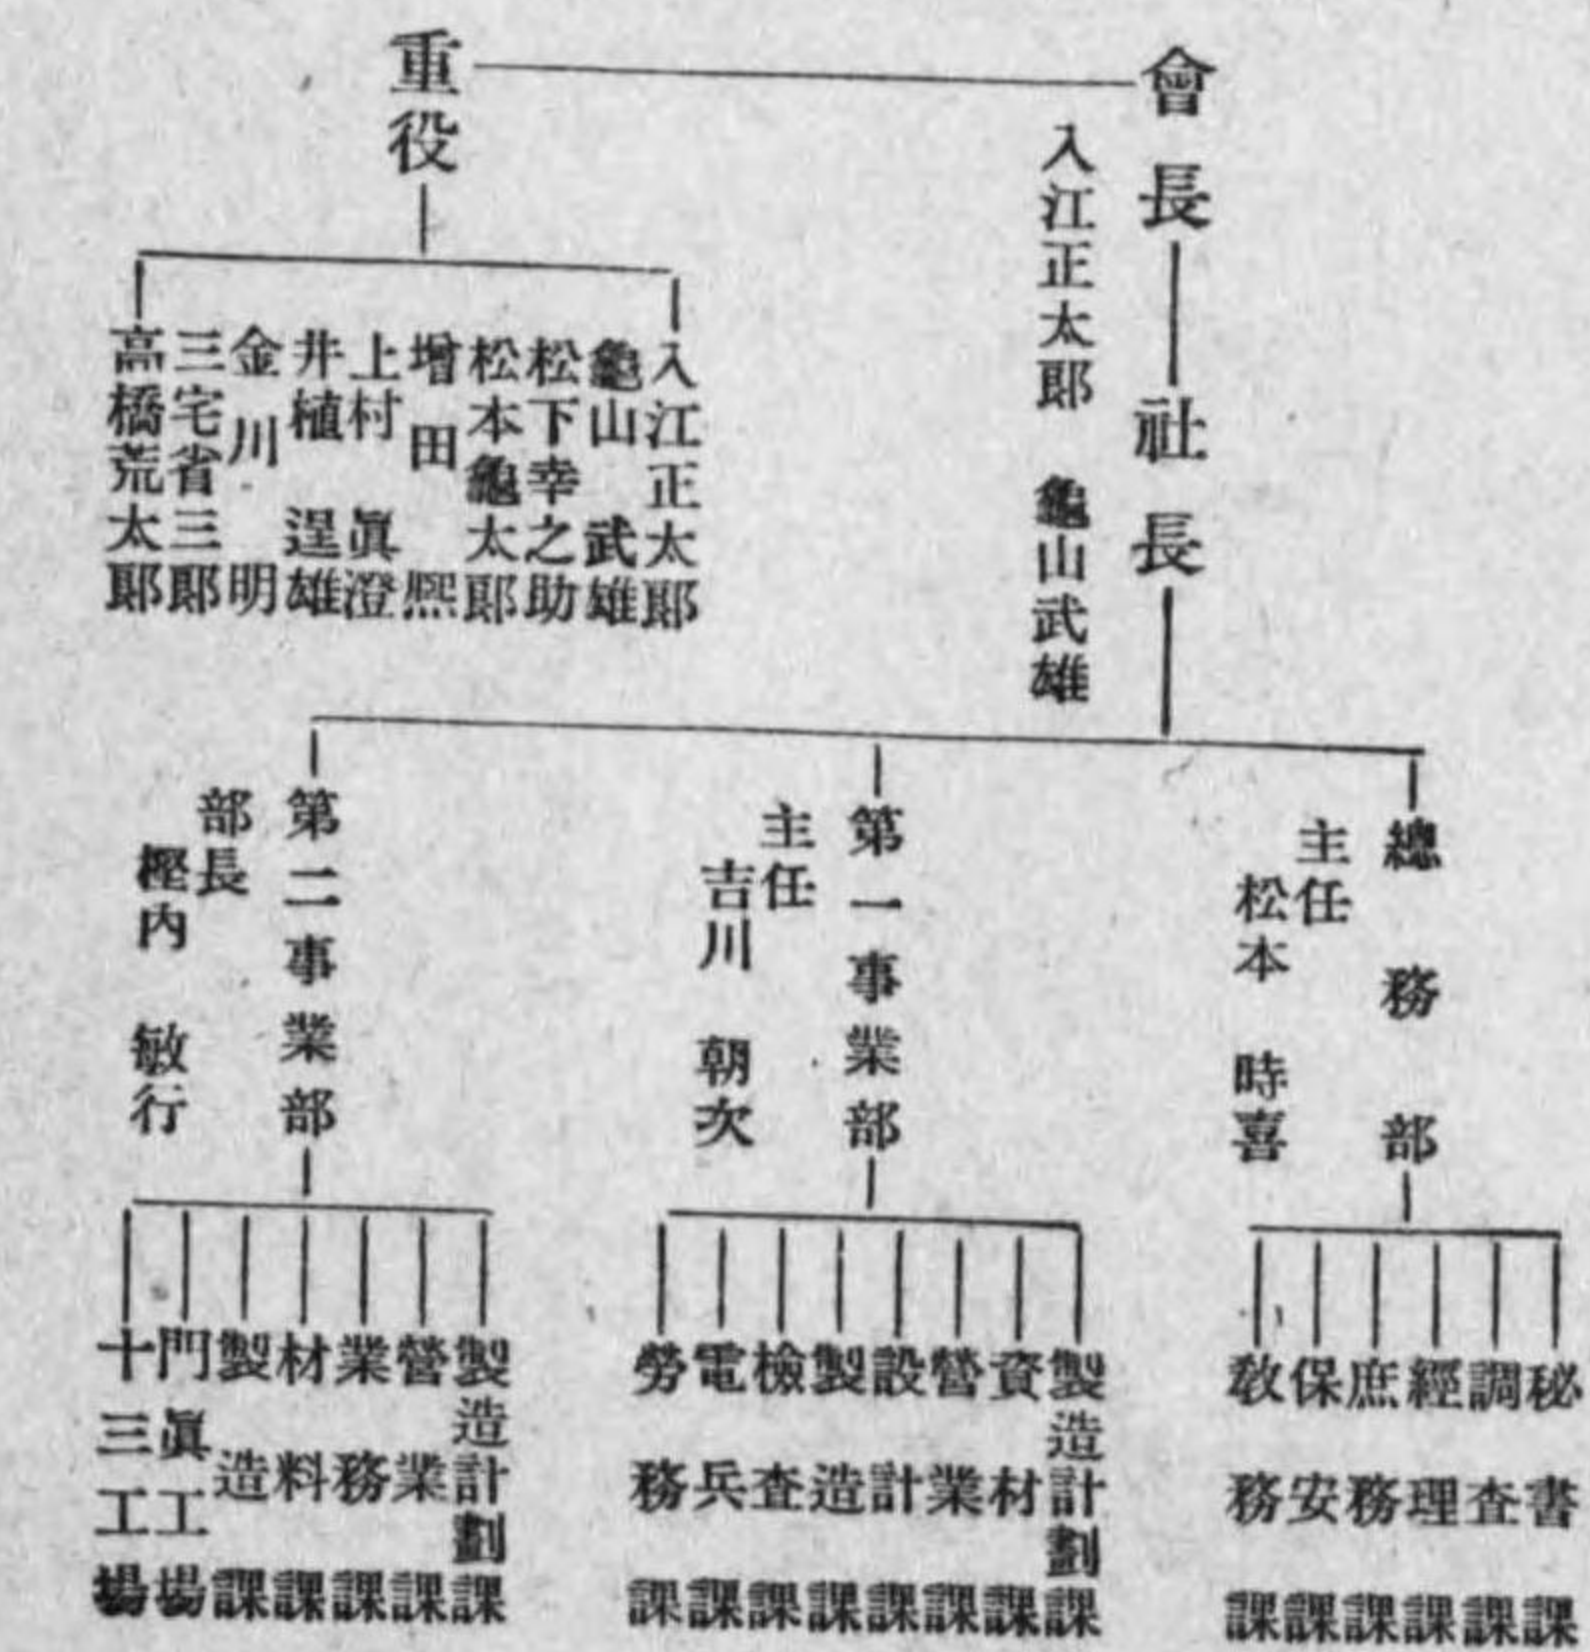 會長
社長
入江正太郎
龜山武雄
重役
入江正太郎
龜山武雄
松下幸之助
松本龜太郎
增田熈
上村眞澄
井植逞雄
金川明
三宅省三郎
高橋荒太郎
總務部
主任
松本時喜
秘書課
調査課
經理課
庶務課
保安課
敎務課
第一事業部
主任
吉川朝次
製造計劃課
資材課
營業課
設計課
製造課
檢査課
電兵課
勞務課
第二事業部
部長
樫内敏行
製造計劃課
營業課
業務課
材料課
製造課
門眞工場
十三工場